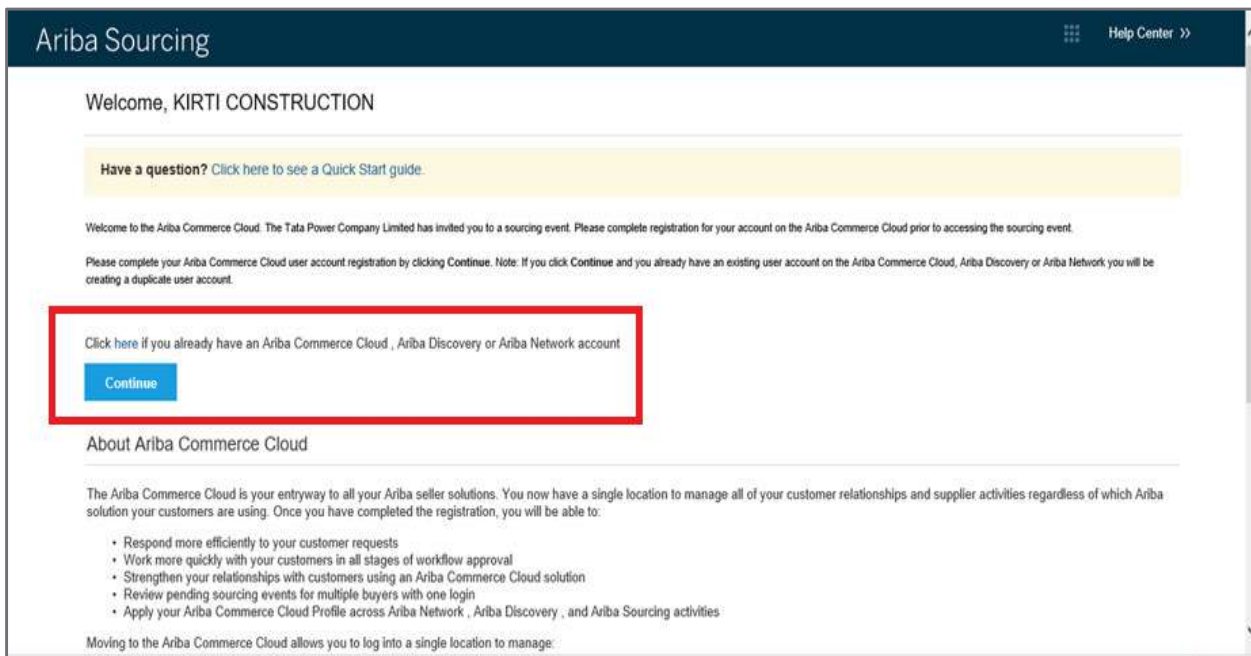 Ariba Sourcing
Help Center »
Welcome, KIRTI CONSTRUCTION
Have a question? Click here to see a Quick Start guide.
Welcome to the Ariba Commerce Cloud. The Tata Power Company Limited has invited you to a sourcing event. Please complete registration for your account on the Ariba Commerce Cloud prior to accessing the sourcing event.
Please complete your Ariba Commerce Cloud user account registration by clicking Continue. Note: If you click Continue and you already have an existing user account on the Ariba Commerce Cloud, Ariba Discovery or Ariba Network you will be
creating a duplicate user account.
Click here if you already have an Ariba Commerce Cloud , Ariba Discovery or Ariba Network account
Continue
About Ariba Commerce Cloud
The Ariba Commerce Cloud is your entryway to all your Ariba seller solutions. You now have a single location to manage all of your customer relationships and supplier activities regardless of which Ariba
solution your customers are using. Once you have completed the registration, you will be able to:
• Respond more efficiently to your customer requests
• Work more quickly with your customers in all stages of workflow approval
• Strengthen your relationships with customers using an Ariba Commerce Cloud solution
• Review pending sourcing events for multiple buyers with one login
• Apply your Ariba Commerce Cloud Profile across Ariba Network , Ariba Discovery , and Ariba Sourcing activities
Moving to the Ariba Commerce Cloud allows you to log into a single location to manage: